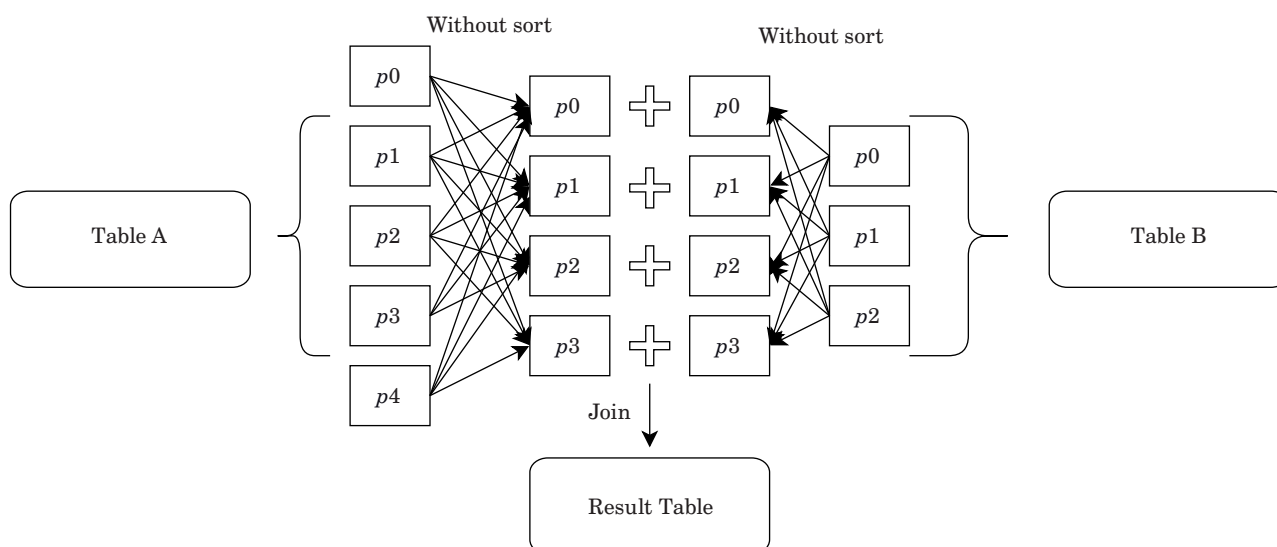 Without sort
Without sort
p0
p1
p2
p3
p4
p0
p1
p2
p3
p0
p1
p2
p3
p0
p1
p2
Table A
Table B
Join
Result Table